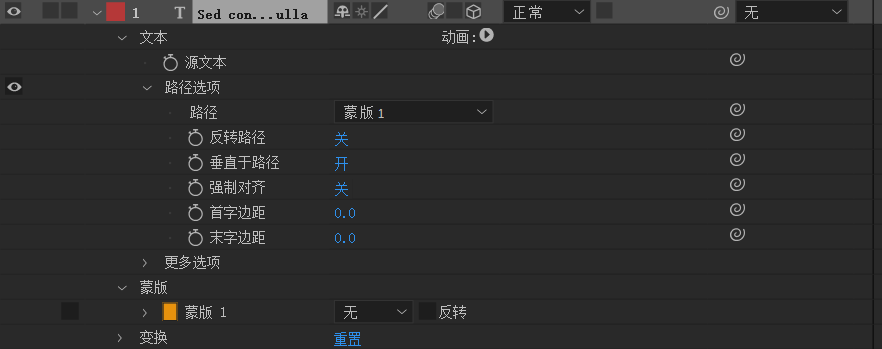 1 T Sed con...ulla 正常 无
文本 动画:
源文本
路径选项
路径 蒙版 1
反转路径 关
垂直于路径 开
强制对齐 关
首字边距 0.0
末字边距 0.0
更多选项
蒙版
蒙版 1 无 反转
变换 重置